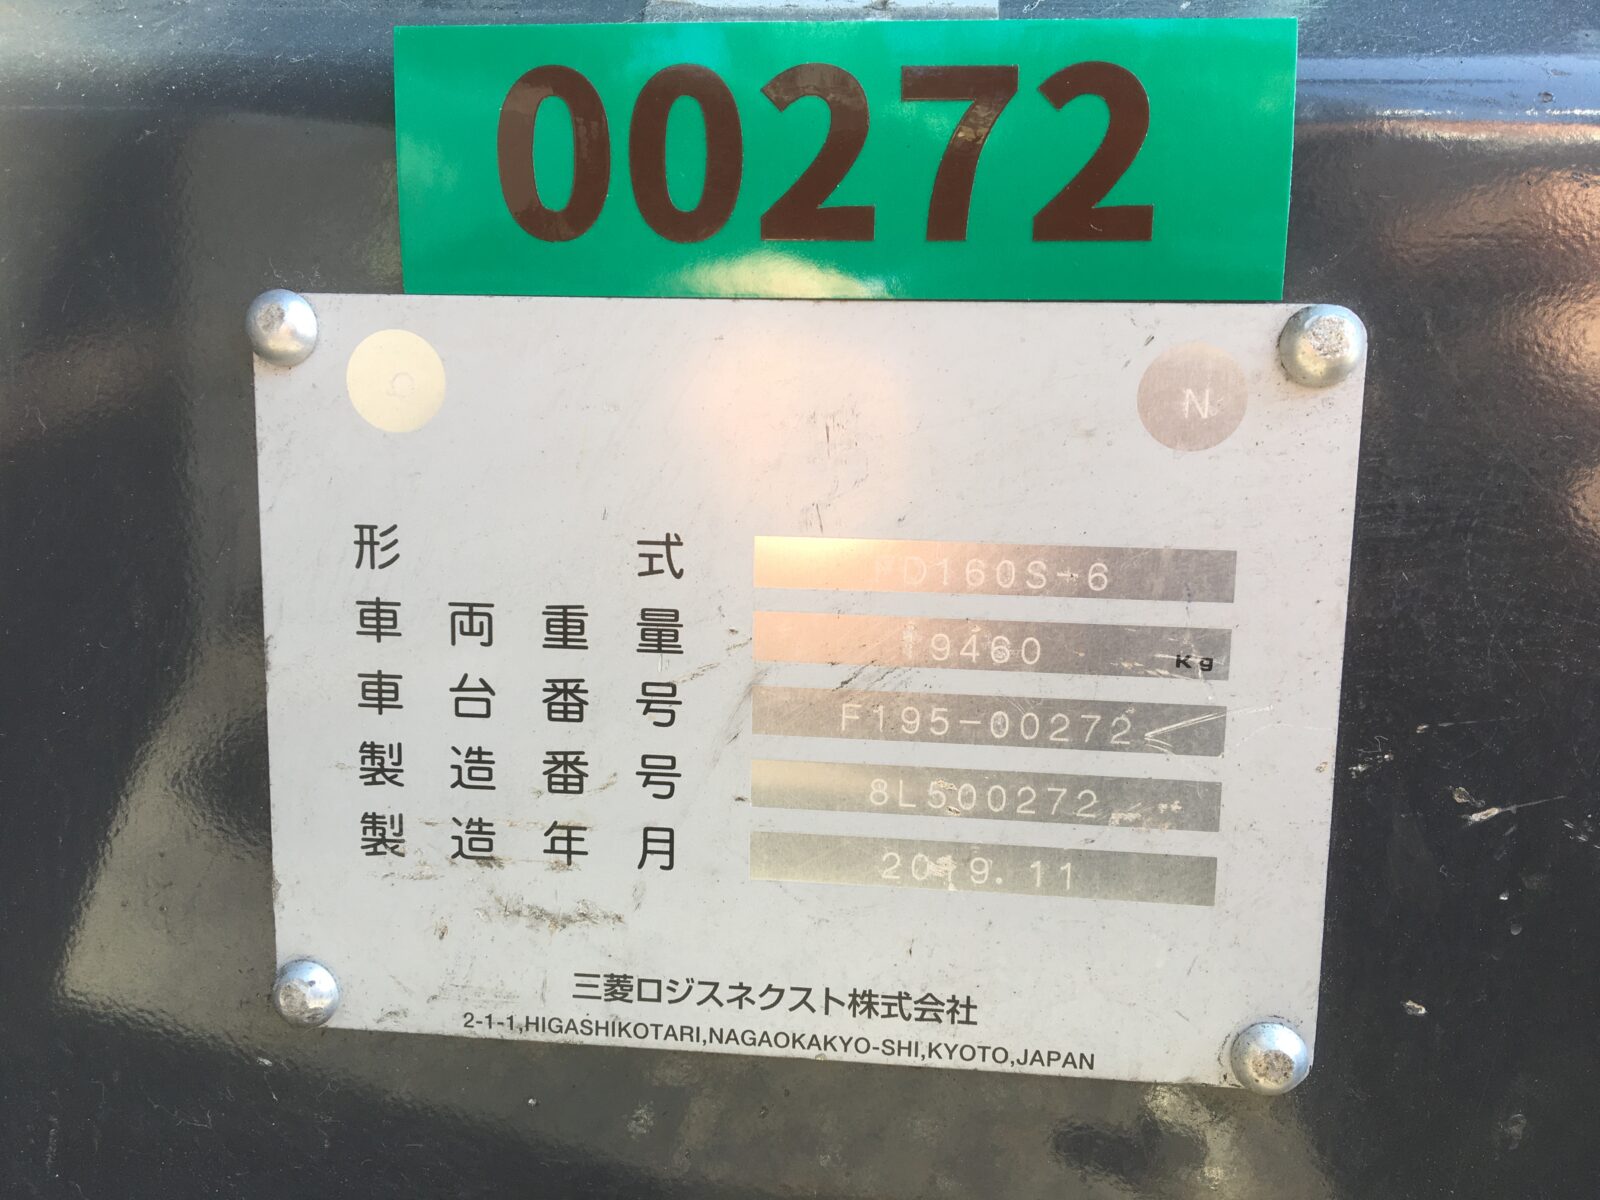 00272
N
形式 FD160S-6
車両重量 19460 Kg
車台番号 F195-00272
製造番号 8L500272
製造年月 2019.11
三菱ロジスネクスト株式会社
2-1-1,HIGASHIKOTARI,NAGAOKAKYO-SHI,KYOTO,JAPAN